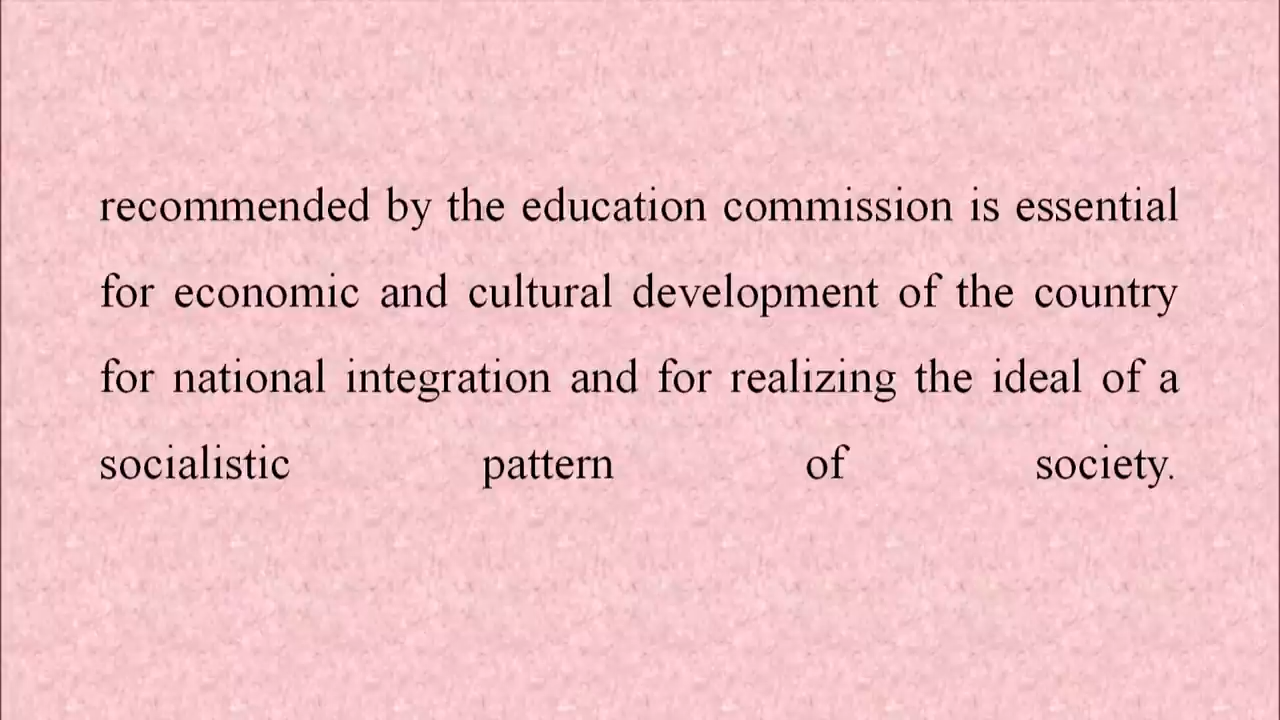 recommended by the education commission is essential
for economic and cultural development of the country
for national integration and for realizing the ideal of a
socialistic pattern of society.